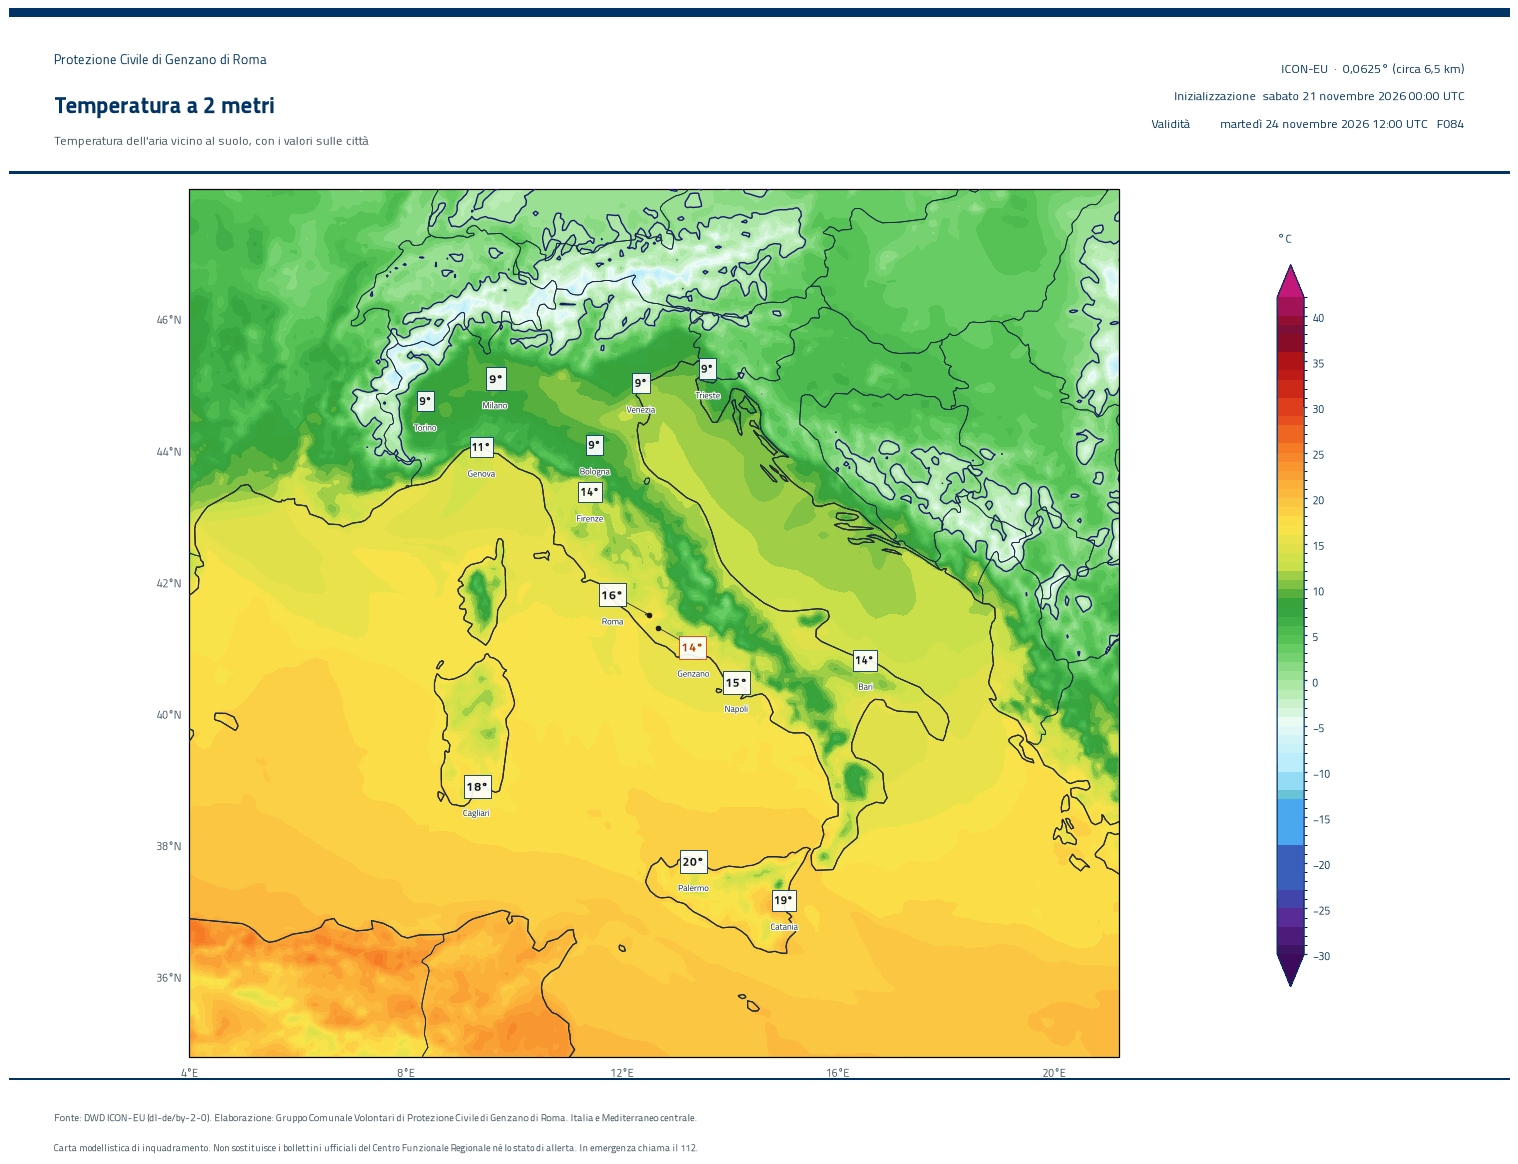 Protezione Civile di Genzano di Roma
Temperatura a 2 metri
Temperatura dell'aria vicino al suolo, con i valori sulle città
ICON-EU · 0,0625° (circa 6,5 km)
Inizializzazione sabato 21 novembre 2026 00:00 UTC
Validità martedì 24 novembre 2026 12:00 UTC F084
°C
46°N
44°N
42°N
40°N
38°N
36°N
4°E
8°E
12°E
16°E
20°E
9°
Torino
9°
Milano
9°
Venezia
9°
Trieste
11°
Genova
9°
Bologna
14°
Firenze
16°
Roma
14°
Genzano
15°
Napoli
14°
Bari
18°
Cagliari
20°
Palermo
19°
Catania
40
35
30
25
20
15
10
5
0
−5
−10
−15
−20
−25
−30
Fonte: DWD ICON-EU (dl-de/by-2-0). Elaborazione: Gruppo Comunale Volontari di Protezione Civile di Genzano di Roma. Italia e Mediterraneo centrale.
Carta modellistica di inquadramento. Non sostituisce i bollettini ufficiali del Centro Funzionale Regionale né lo stato di allerta. In emergenza chiama il 112.